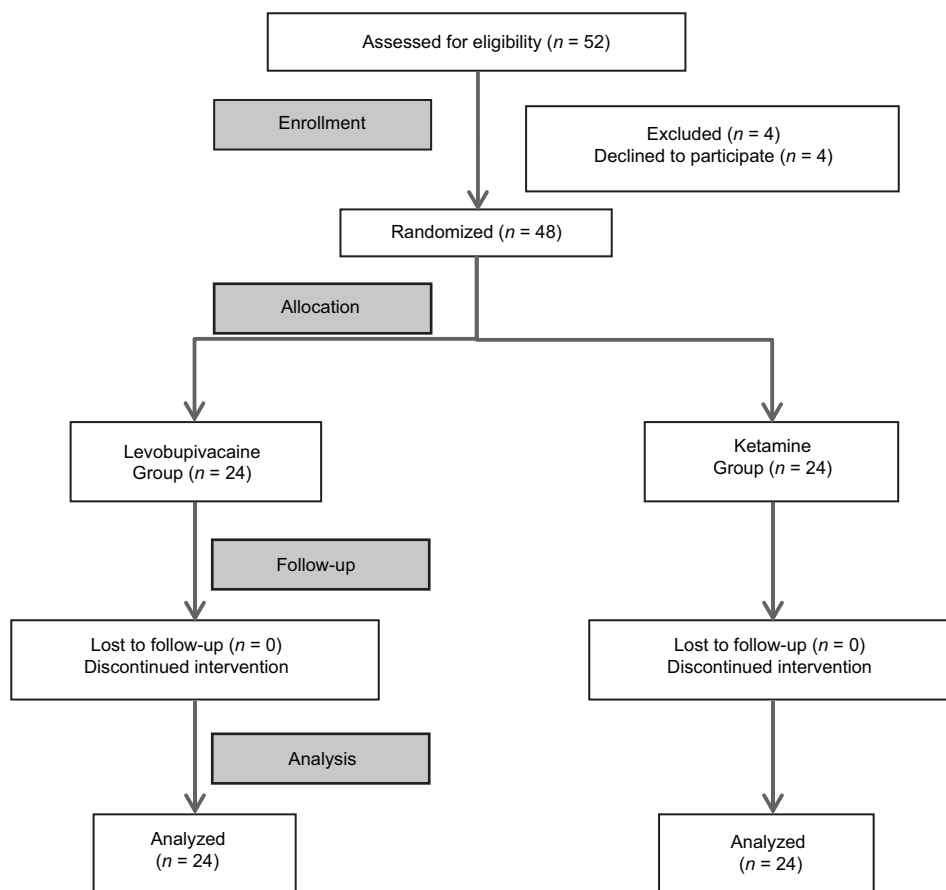 Assessed for eligibility (n = 52)
Enrollment
Excluded (n = 4)
Declined to participate (n = 4)
Randomized (n = 48)
Allocation
Levobupivacaine
Group (n = 24)
Ketamine
Group (n = 24)
Follow-up
Lost to follow-up (n = 0)
Discontinued intervention
Lost to follow-up (n = 0)
Discontinued intervention
Analysis
Analyzed
(n = 24)
Analyzed
(n = 24)